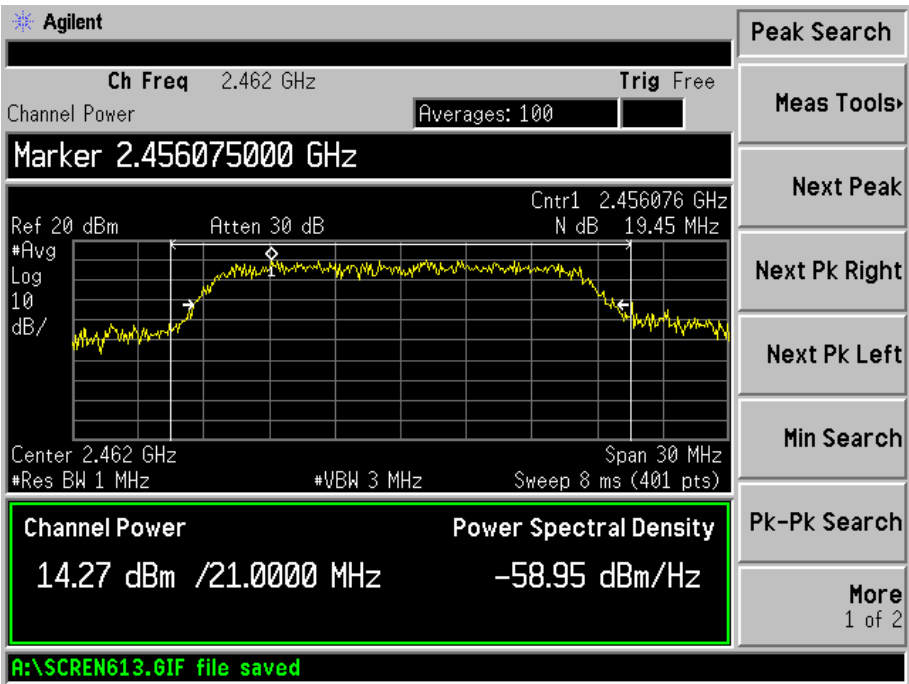 Agilent
Peak Search
Ch Freq 2.462 GHz Trig Free
Channel Power Averages: 100
Meas Tools
Marker 2.456075000 GHz
Next Peak
Cntr1 2.456076 GHz
Ref 20 dBm Atten 30 dB N dB 19.45 MHz
#Avg
Log
10
dB/
1
Next Pk Right
Next Pk Left
Min Search
Center 2.462 GHz Span 30 MHz
#Res BW 1 MHz #VBW 3 MHz Sweep 8 ms (401 pts)
Channel Power Power Spectral Density
14.27 dBm /21.0000 MHz -58.95 dBm/Hz
Pk-Pk Search
More
1 of 2
A:\SCREN613.GIF file saved